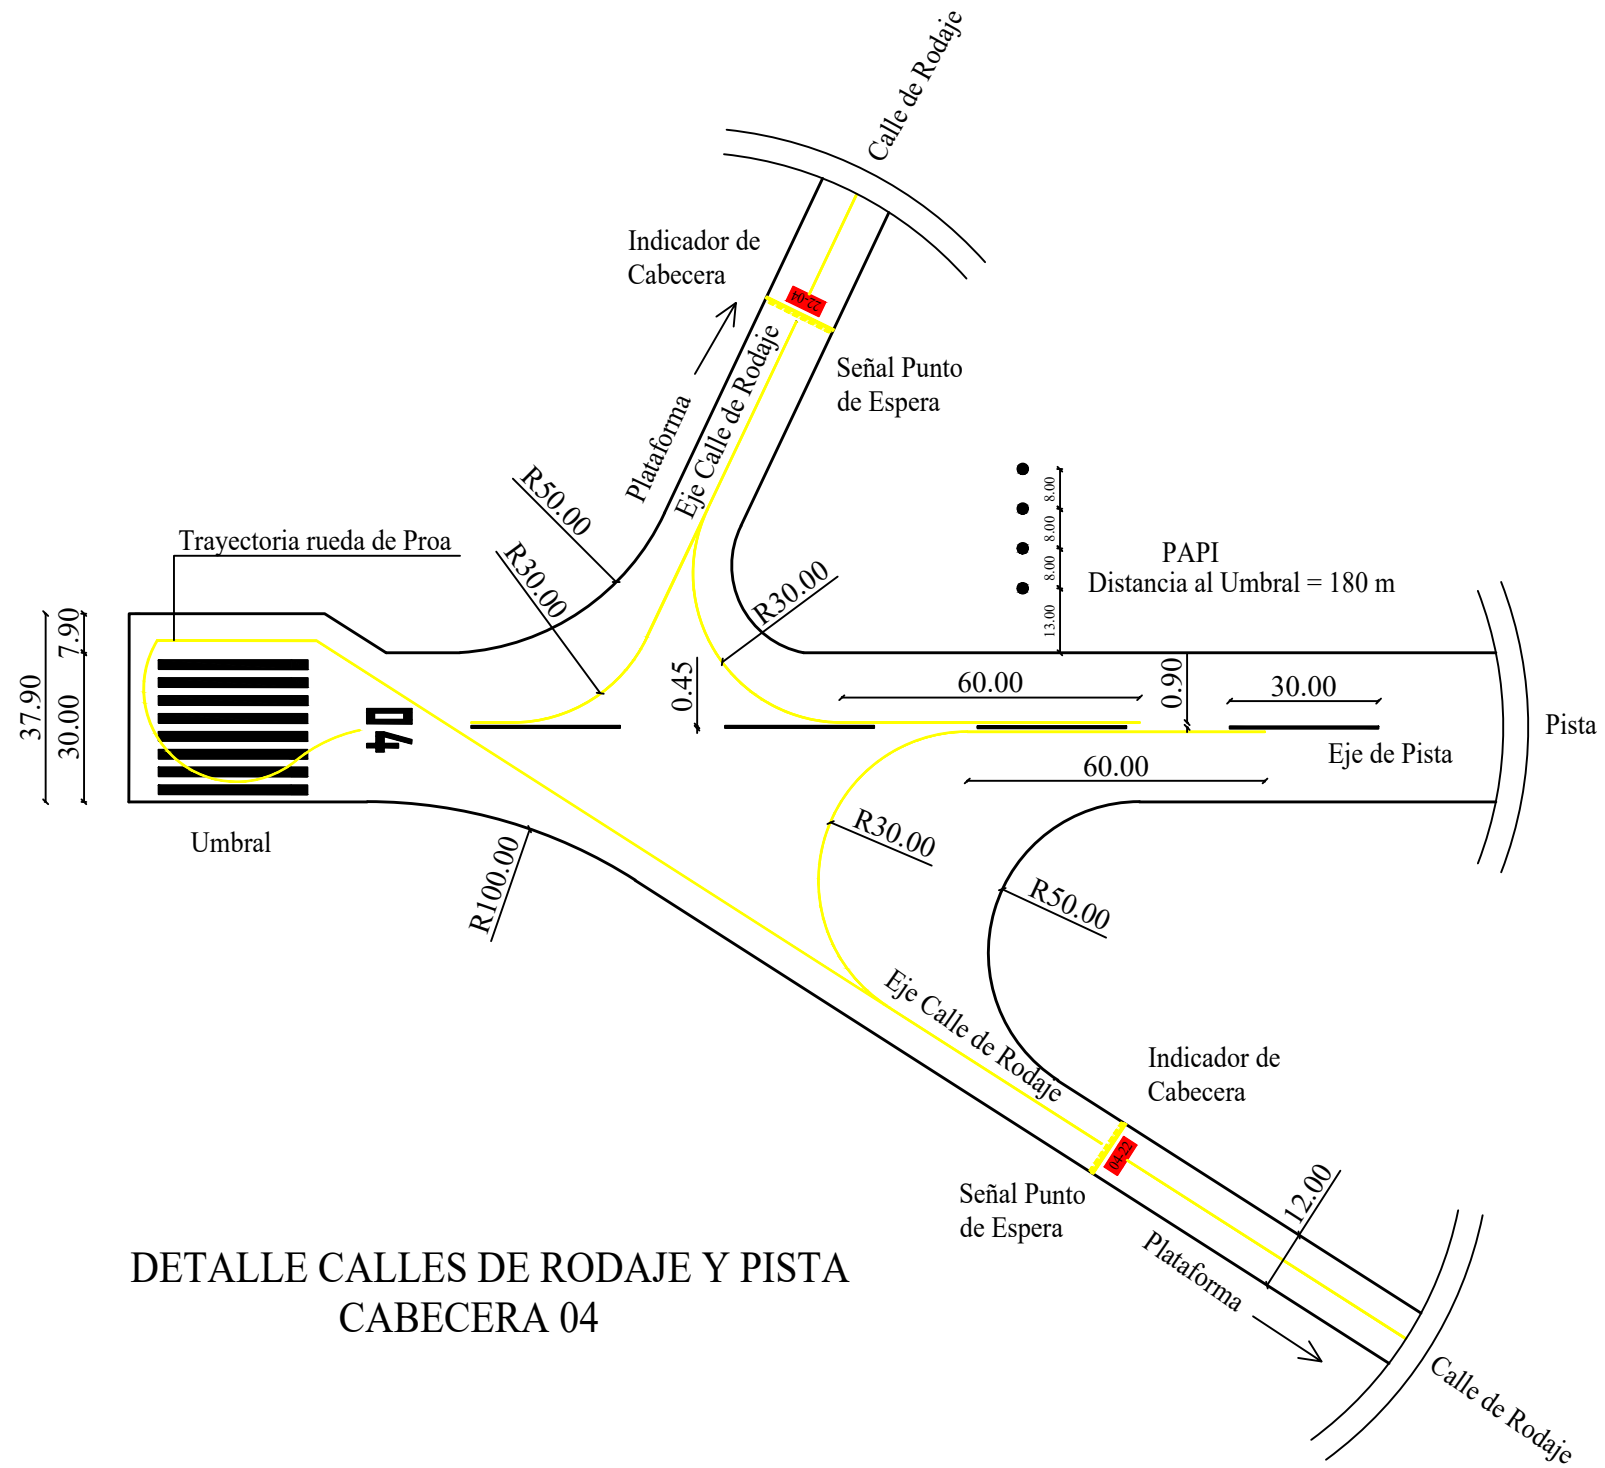 Calle de Rodaje
Indicador de
Cabecera
22-04
Señal Punto
de Espera
Plataforma
Eje Calle de Rodaje
R50.00
R30.00
R30.00
Trayectoria rueda de Proa
8.00
8.00
8.00
13.00
PAPI
Distancia al Umbral = 180 m
37.90
7.90
30.00
04
0.45
60.00
0.90
30.00
Pista
Eje de Pista
60.00
Umbral
R100.00
R30.00
R50.00
Eje Calle de Rodaje
Indicador de
Cabecera
04-22
Señal Punto
de Espera
12.00
Plataforma
Calle de Rodaje
DETALLE CALLES DE RODAJE Y PISTA
CABECERA 04